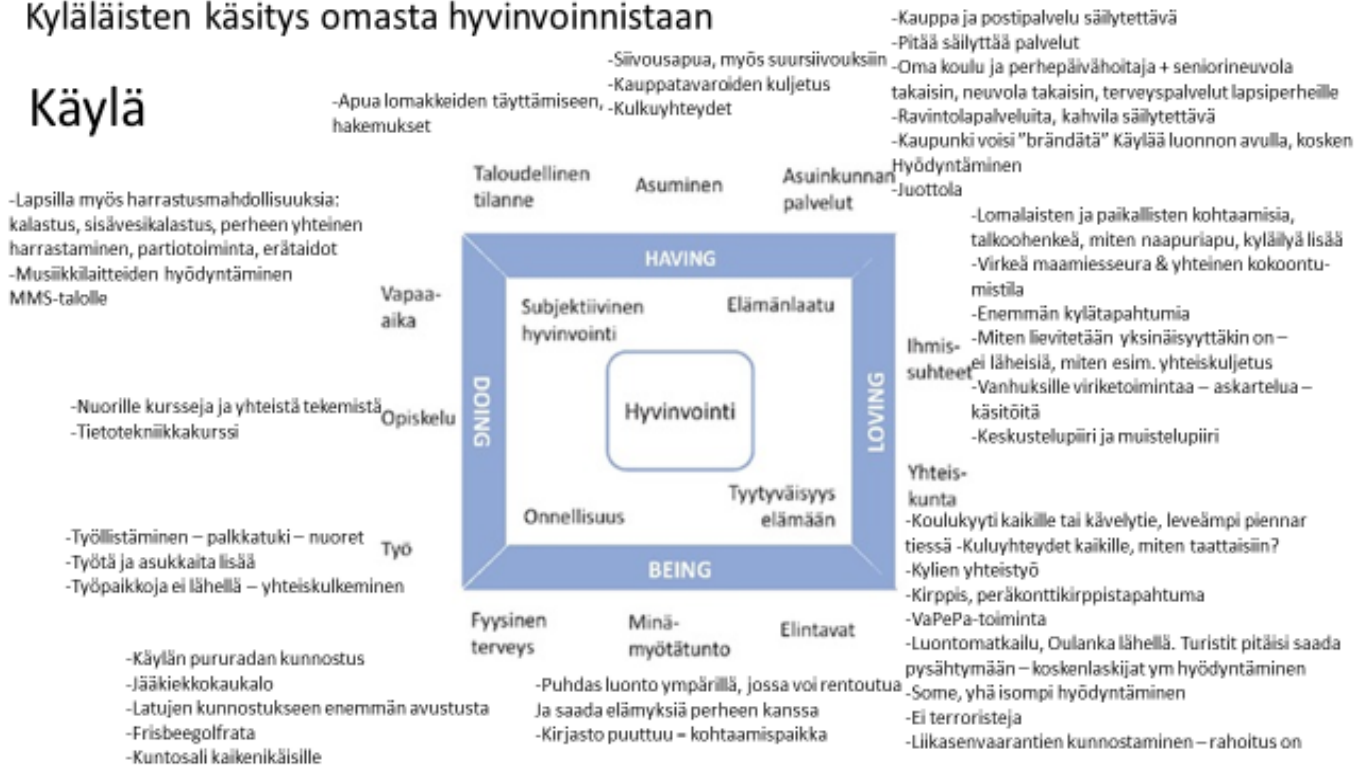 Kyläläisten käsitys omasta hyvinvoinnistaan
Käylä
-Apua lomakkeiden täyttämiseen,
hakemukset
-Siivousapua, myös suursiivouksiin
-Kauppatavaroiden kuljetus
-Kulkuyhteydet
-Kauppa ja postipalvelu säilytettävä
-Pitää säilyttää palvelut
-Oma koulu ja perhepäivähoitaja + seniorineuvola
takaisin, neuvola takaisin, terveyspalvelut lapsiperheille
-Ravintolapalveluita, kahvila säilytettävä
-Kaupunki voisi "brändätä" Käylää luonnon avulla, kosken
Hyödyntäminen
-Juottola
Taloudellinen
tilanne
Asuminen
Asuinkunnan
palvelut
-Lapsilla myös harrastusmahdollisuuksia:
kalastus, sisävesikalastus, perheen yhteinen
harrastaminen, partiotoiminta, erätaidot
-Musiikkilaitteiden hyödyntäminen
MMS-talolle
Vapaa-
aika
-Nuorille kursseja ja yhteistä tekemistä
-Tietotekniikkakurssi
Opiskelu
-Työllistäminen – palkkatuki – nuoret
-Työtä ja asukkaita lisää
-Työpaikkoja ei lähellä – yhteiskulkeminen
Työ
HAVING
DOING
LOVING
BEING
Subjektiivinen
hyvinvointi
Elämänlaatu
Hyvinvointi
Onnellisuus
Tyytyväisyys
elämään
-Lomalaisten ja paikallisten kohtaamisia,
talkoohenkeä, miten naapuriapu, kyläilyä lisää
-Virkeä maamiesseura & yhteinen kokoontu-
mistila
-Enemmän kylätapahtumia
-Miten lievitetään yksinäisyyttäkin on –
ei läheisiä, miten esim. yhteiskuljetus
-Vanhuksille viriketoimintaa – askartelua –
käsitöitä
-Keskustelupiiri ja muistelupiiri
Ihmis-
suhteet
Yhteis-
kunta
-Koulukyyti kaikille tai kävelytie, leveämpi piennar
tiessä -Kuluyhteydet kaikille, miten taattaisiin?
-Kylien yhteistyö
-Kirppis, peräkonttikirppistapahtuma
-VaPePa-toiminta
-Luontomatkailu, Oulanka lähellä. Turistit pitäisi saada
pysähtymään – koskenlaskijat ym hyödyntäminen
-Some, yhä isompi hyödyntäminen
-Ei terroristeja
-Liikasenvaarantien kunnostaminen – rahoitus on
Fyysinen
terveys
Minä-
myötätunto
Elintavat
-Käylän pururadan kunnostus
-Jääkiekkokaukalo
-Latujen kunnostukseen enemmän avustusta
-Frisbeegolfrata
-Kuntosali kaikenikäisille
-Puhdas luonto ympärillä, jossa voi rentoutua
Ja saada elämyksiä perheen kanssa
-Kirjasto puuttuu = kohtaamispaikka